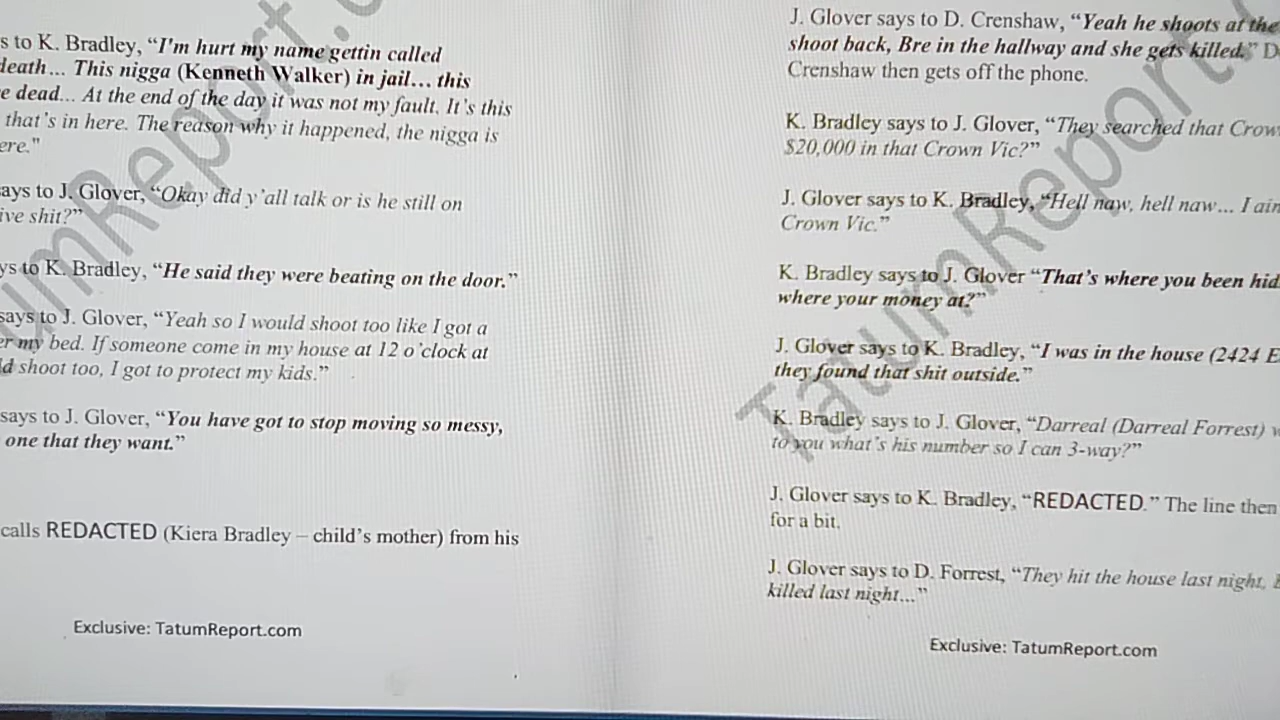 s to K. Bradley, “I'm hurt my name gettin called
death… This nigga (Kenneth Walker) in jail… this
e dead… At the end of the day it was not my fault. It’s this
that’s in here. The reason why it happened, the nigga is
ere.”
ays to J. Glover, “Okay did y’all talk or is he still on
ive shit?”
ys to K. Bradley, “He said they were beating on the door.”
says to J. Glover, “Yeah so I would shoot too like I got a
er my bed. If someone come in my house at 12 o’clock at
ld shoot too, I got to protect my kids.”
says to J. Glover, “You have got to stop moving so messy,
one that they want.”
calls REDACTED (Kiera Bradley – child’s mother) from his
Exclusive: TatumReport.com
J. Glover says to D. Crenshaw, “Yeah he shoots at the
shoot back, Bre in the hallway and she gets killed.” D
Crenshaw then gets off the phone.
K. Bradley says to J. Glover, “They searched that Crow
$20,000 in that Crown Vic?”
J. Glover says to K. Bradley, “Hell naw, hell naw… I ain
Crown Vic.”
K. Bradley says to J. Glover “That’s where you been hid
where your money at?”
J. Glover says to K. Bradley, “I was in the house (2424 E
they found that shit outside.”
K. Bradley says to J. Glover, “Darreal (Darreal Forrest) w
to you what’s his number so I can 3-way?”
J. Glover says to K. Bradley, “REDACTED.” The line then
for a bit.
J. Glover says to D. Forrest, “They hit the house last night,
killed last night…”
Exclusive: TatumReport.com
umReport.
TatumReport.